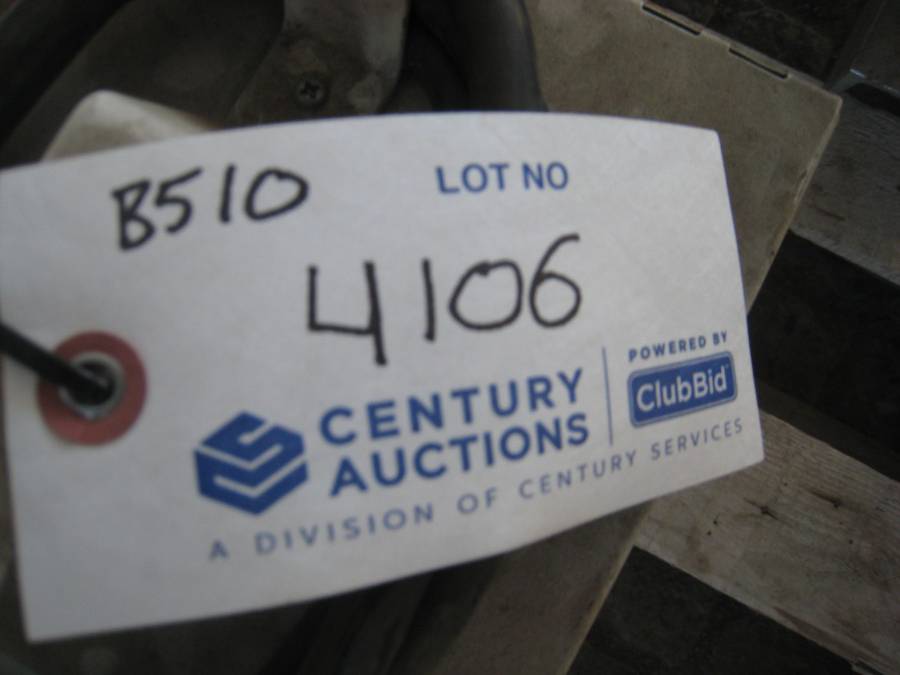 B510
LOT NO
4106
CENTURY
AUCTIONS
POWERED BY
ClubBid
A DIVISION OF CENTURY SERVICES